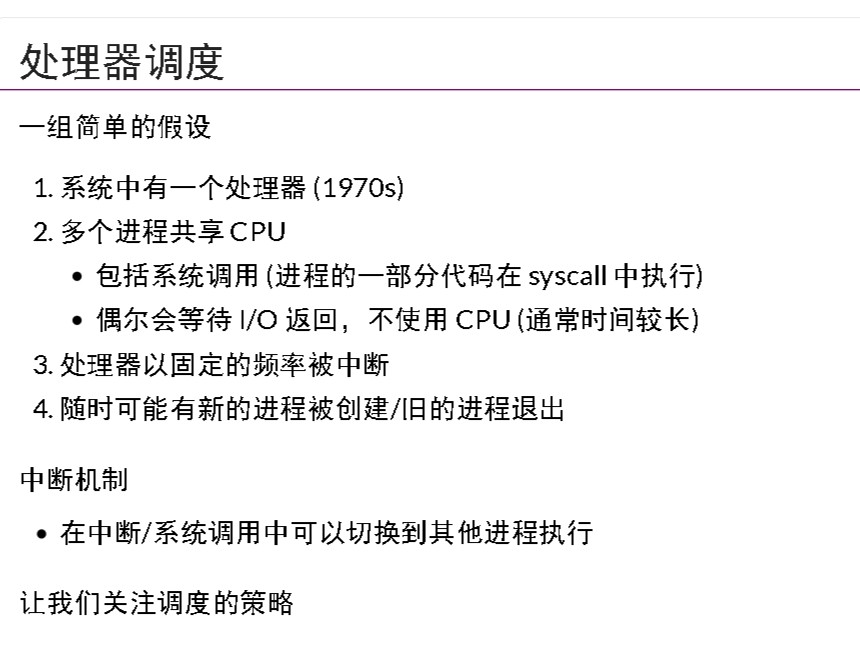 处理器调度
一组简单的假设
1. 系统中有一个处理器 (1970s)
2. 多个进程共享 CPU
• 包括系统调用 (进程的一部分代码在 syscall 中执行)
• 偶尔会等待 I/O 返回，不使用 CPU (通常时间较长)
3. 处理器以固定的频率被中断
4. 随时可能有新的进程被创建/旧的进程退出
中断机制
• 在中断/系统调用中可以切换到其他进程执行
让我们关注调度的策略